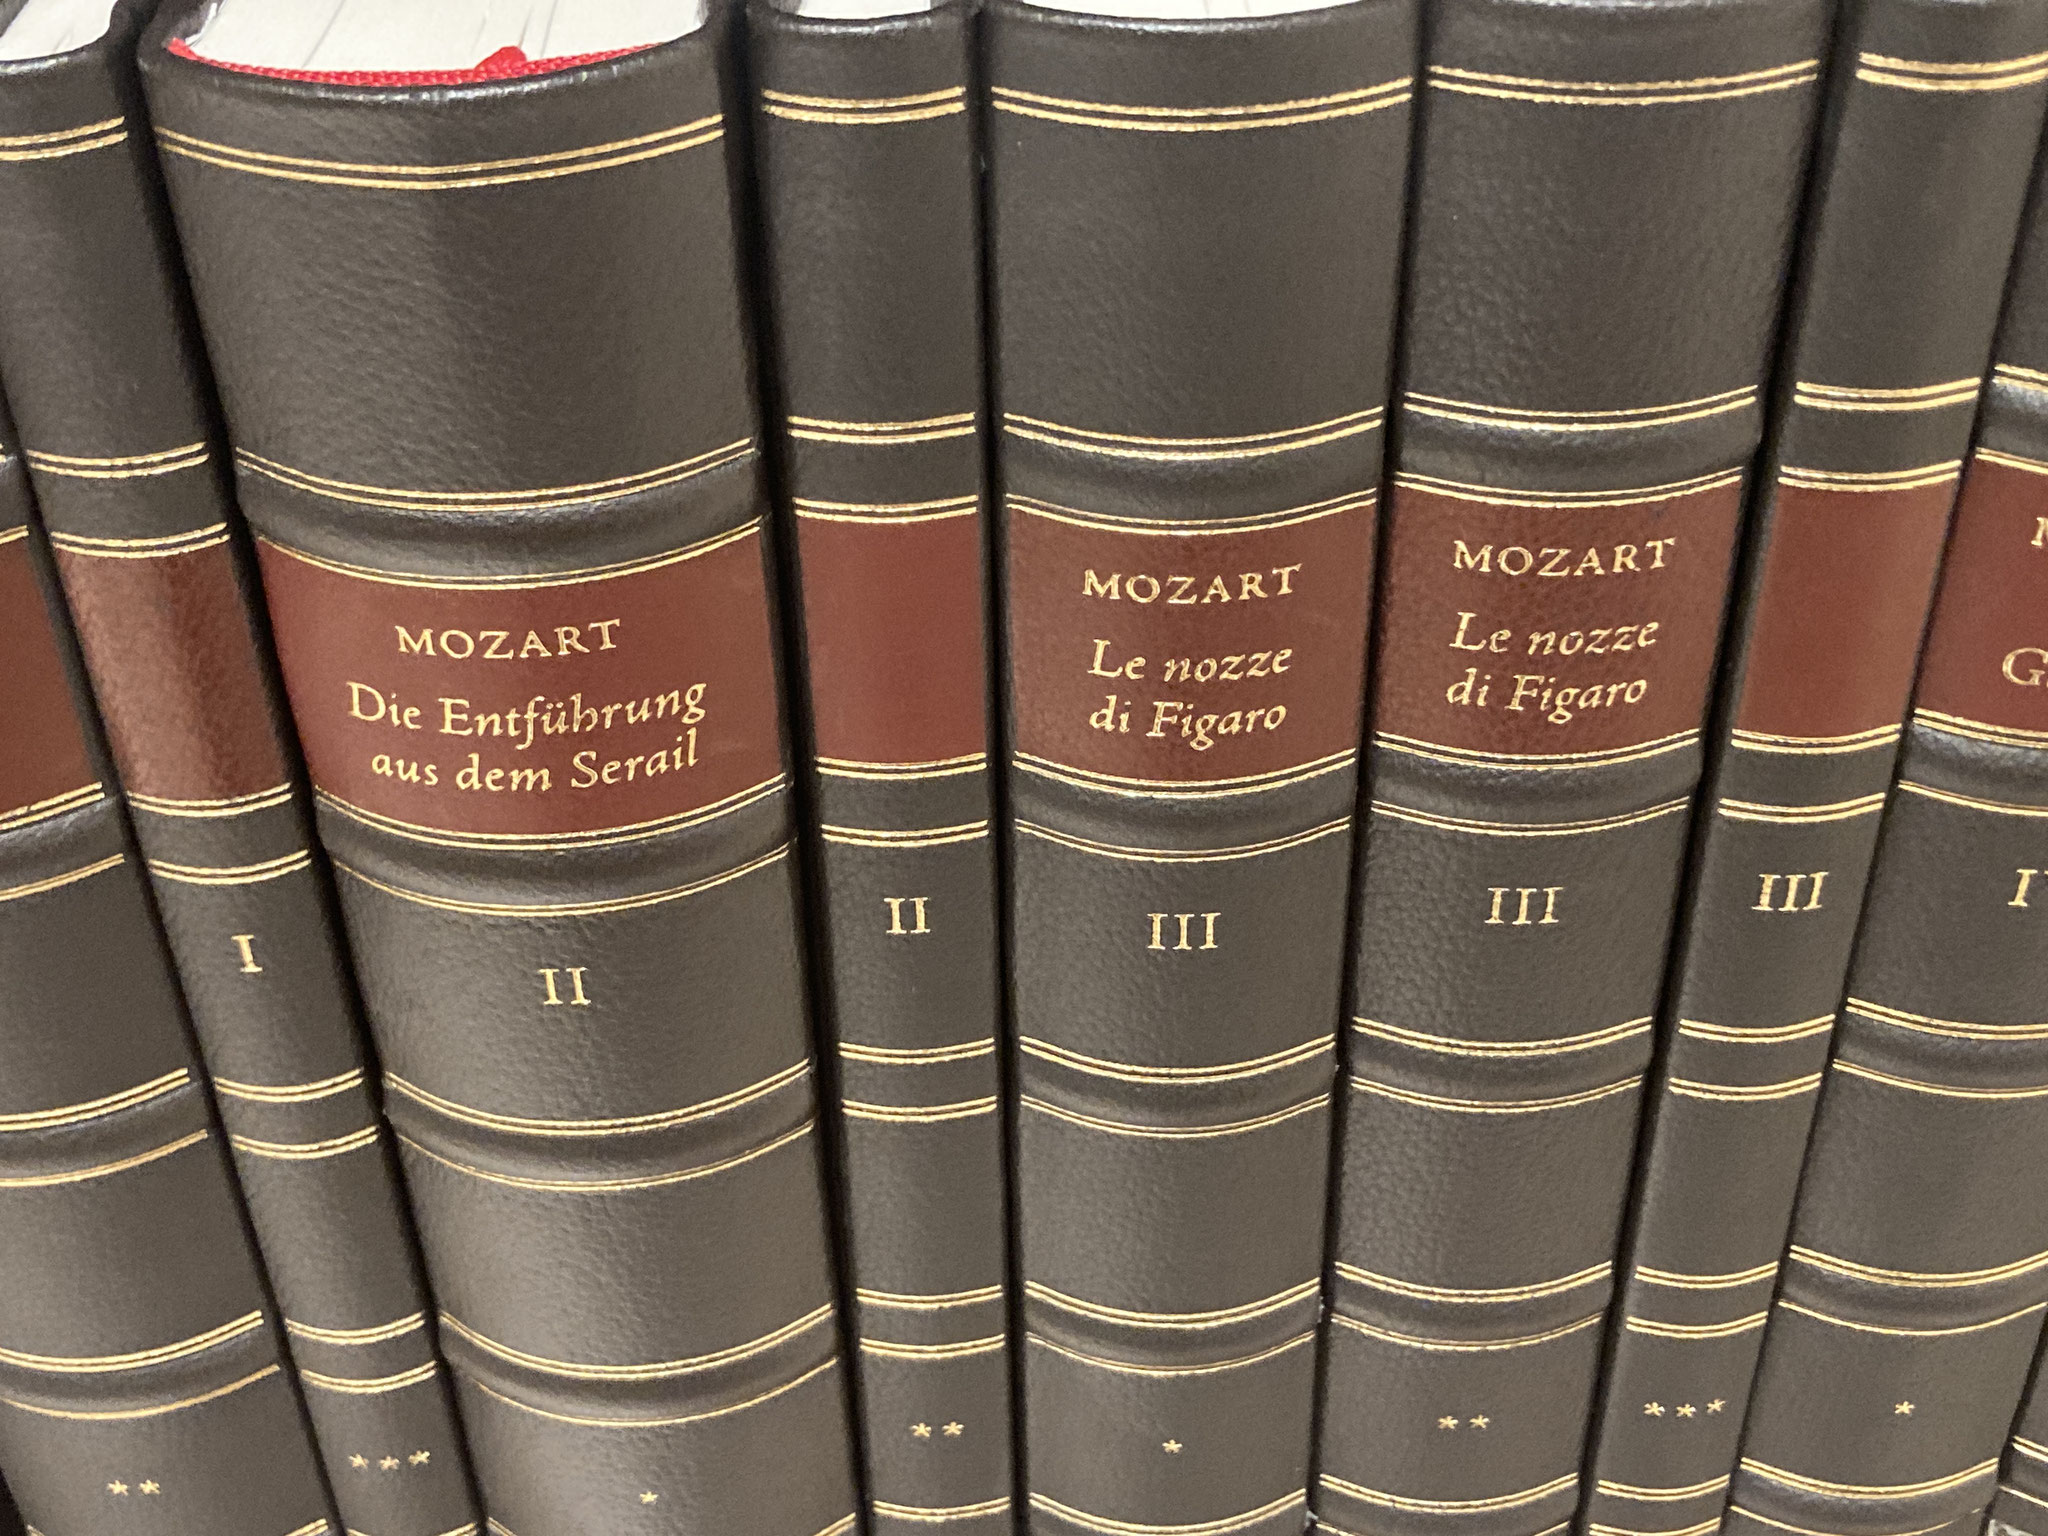 **
I
***
MOZART
Die Entführung
aus dem Serail
II
*
II
**
MOZART
Le nozze
di Figaro
III
*
MOZART
Le nozze
di Figaro
III
**
III
***
*